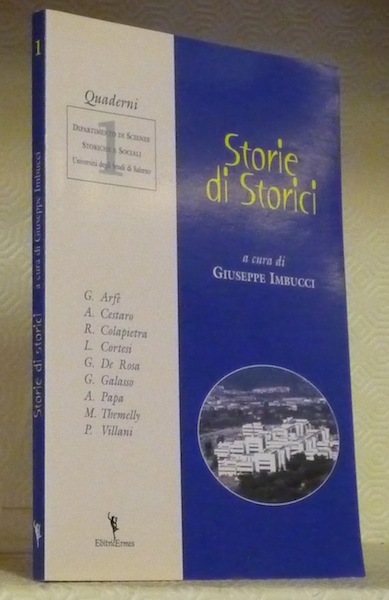 1
Storie di storici
a cura di Giuseppe Imbucci
Quaderni
1
DIPARTIMENTO DI SCIENZE
STORICHE E SOCIALI
Università degli Studi di Salerno
G. Arfè
A. Cestaro
R. Colapietra
L. Cortesi
G. De Rosa
G. Galasso
A. Papa
M. Themelly
P. Villani
EditricErmes
Storie
di Storici
a cura di
GIUSEPPE IMBUCCI